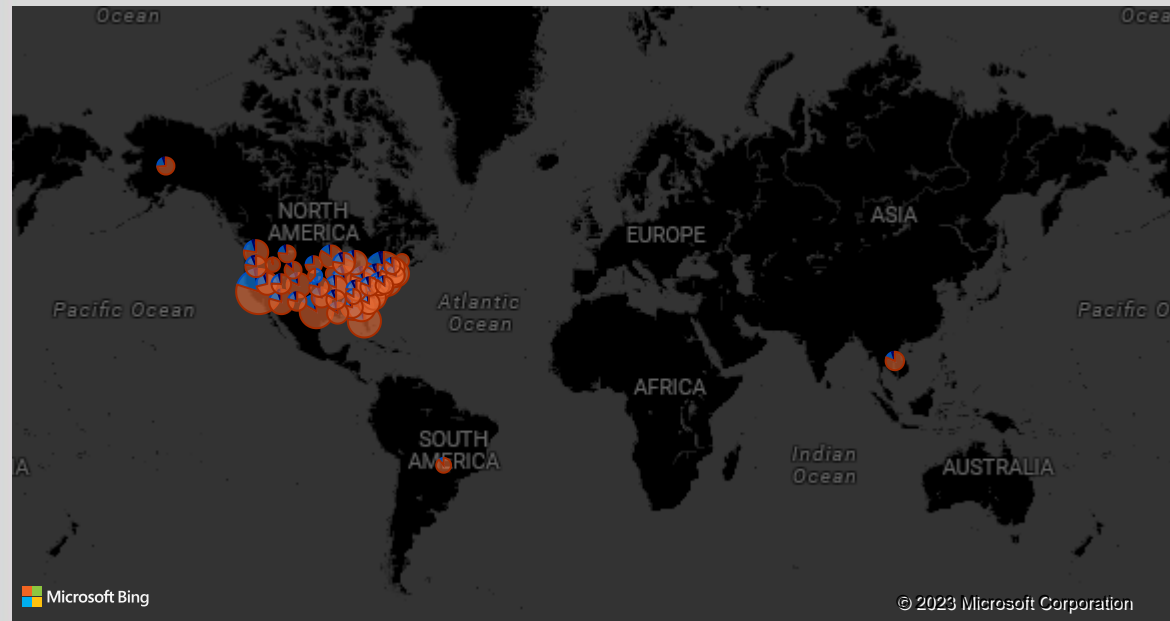 Ocean
Ocea
NORTH
AMERICA
ASIA
EUROPE
Pacific Ocean
Atlantic
Ocean
Pacific O
AFRICA
SOUTH
AMERICA
Indian
Ocean
IA
AUSTRALIA
Microsoft Bing
© 2023 Microsoft Corporation